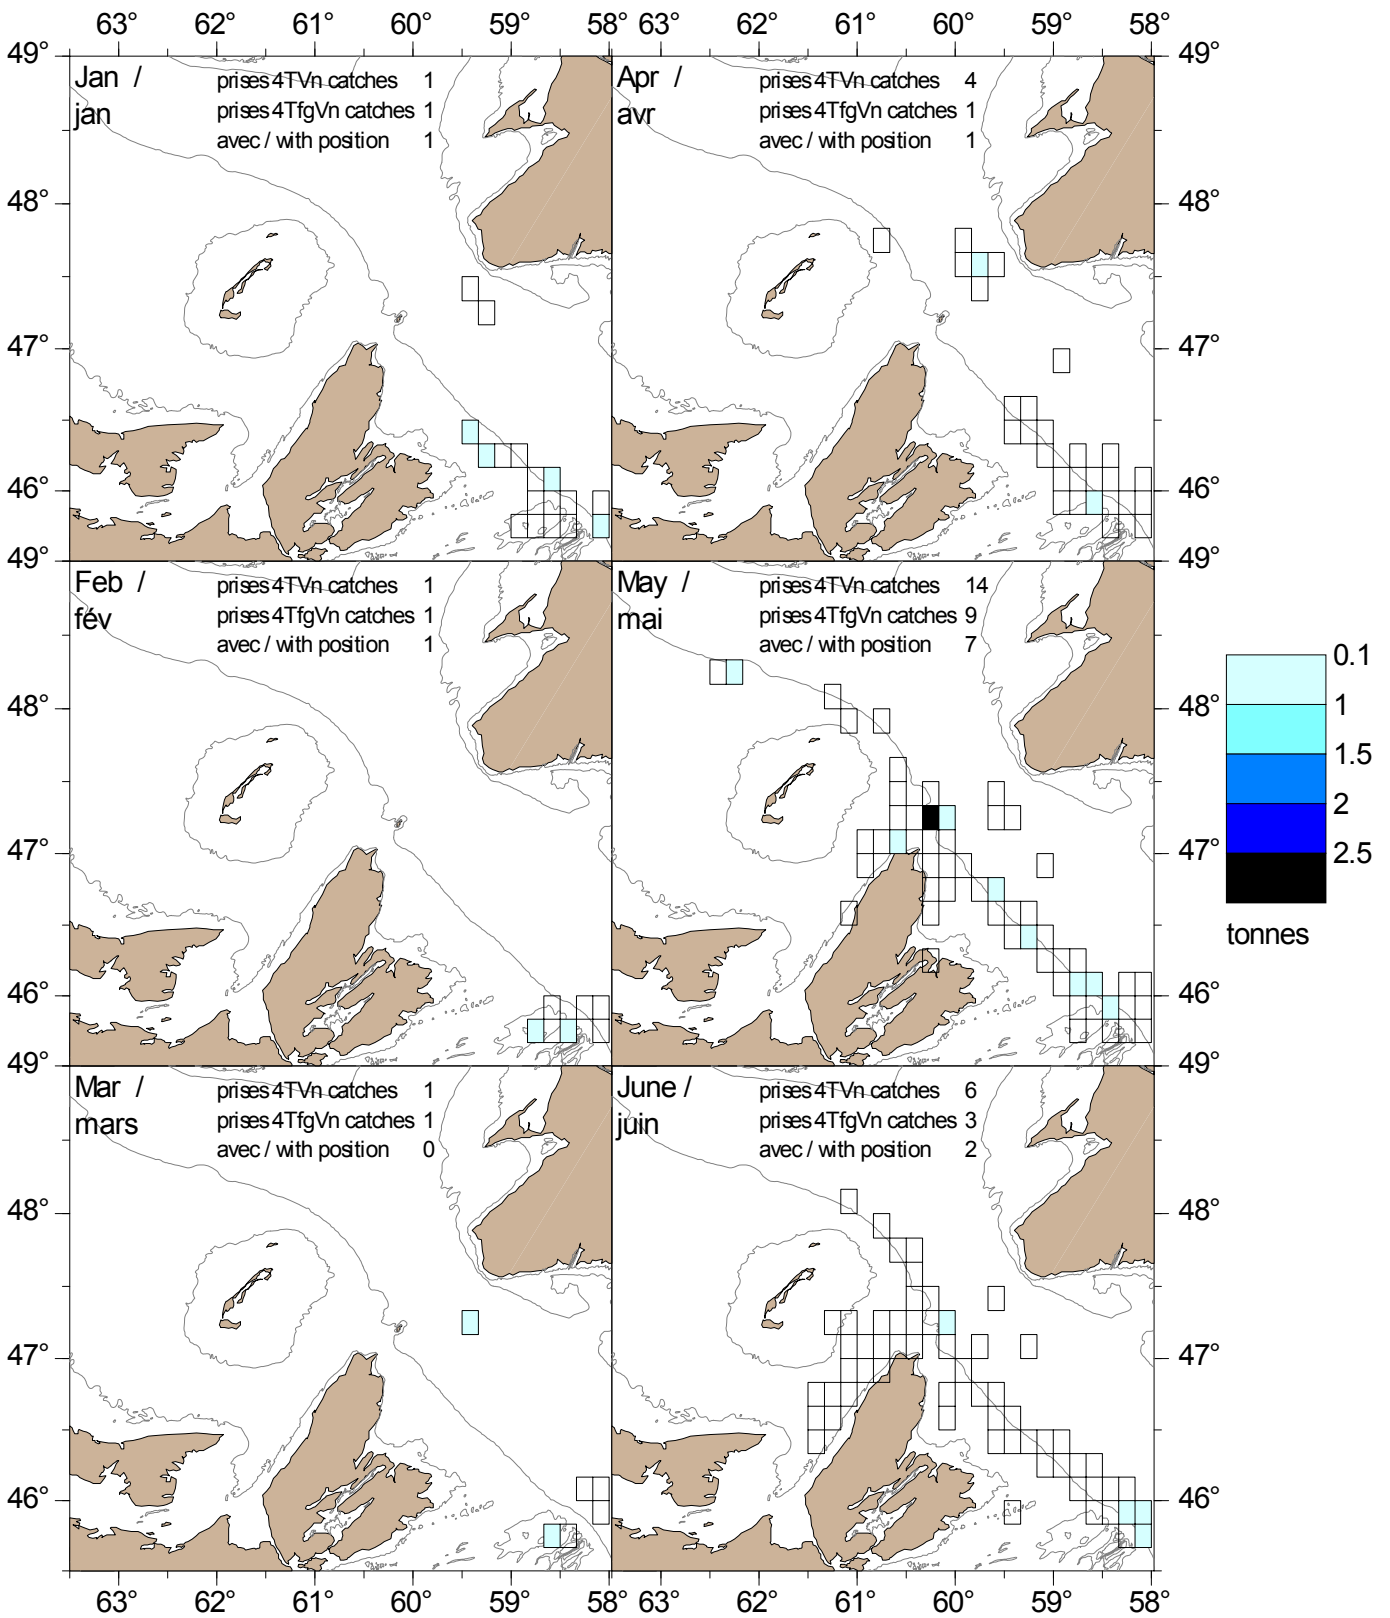 63° 62° 61° 60° 59° 58° 63° 62° 61° 60° 59° 58°
49° 49°
Jan / prises 4TVn catches 1
jan prises 4TfgVn catches 1
avec / with position 1
Apr / prises 4TVn catches 4
avr prises 4TfgVn catches 1
avec / with position 1
48° 48°
47° 47°
46° 46°
49° 49°
Feb / prises 4TVn catches 1
fév prises 4TfgVn catches 1
avec / with position 1
May / prises 4TVn catches 14
mai prises 4TfgVn catches 9
avec / with position 7
48° 48°
47° 47°
46° 46°
49° 49°
0.1
1
1.5
2
2.5
tonnes
Mar / prises 4TVn catches 1
mars prises 4TfgVn catches 1
avec / with position 0
June / prises 4TVn catches 6
juin prises 4TfgVn catches 3
avec / with position 2
48° 48°
47° 47°
46° 46°
63° 62° 61° 60° 59° 58° 63° 62° 61° 60° 59° 58°